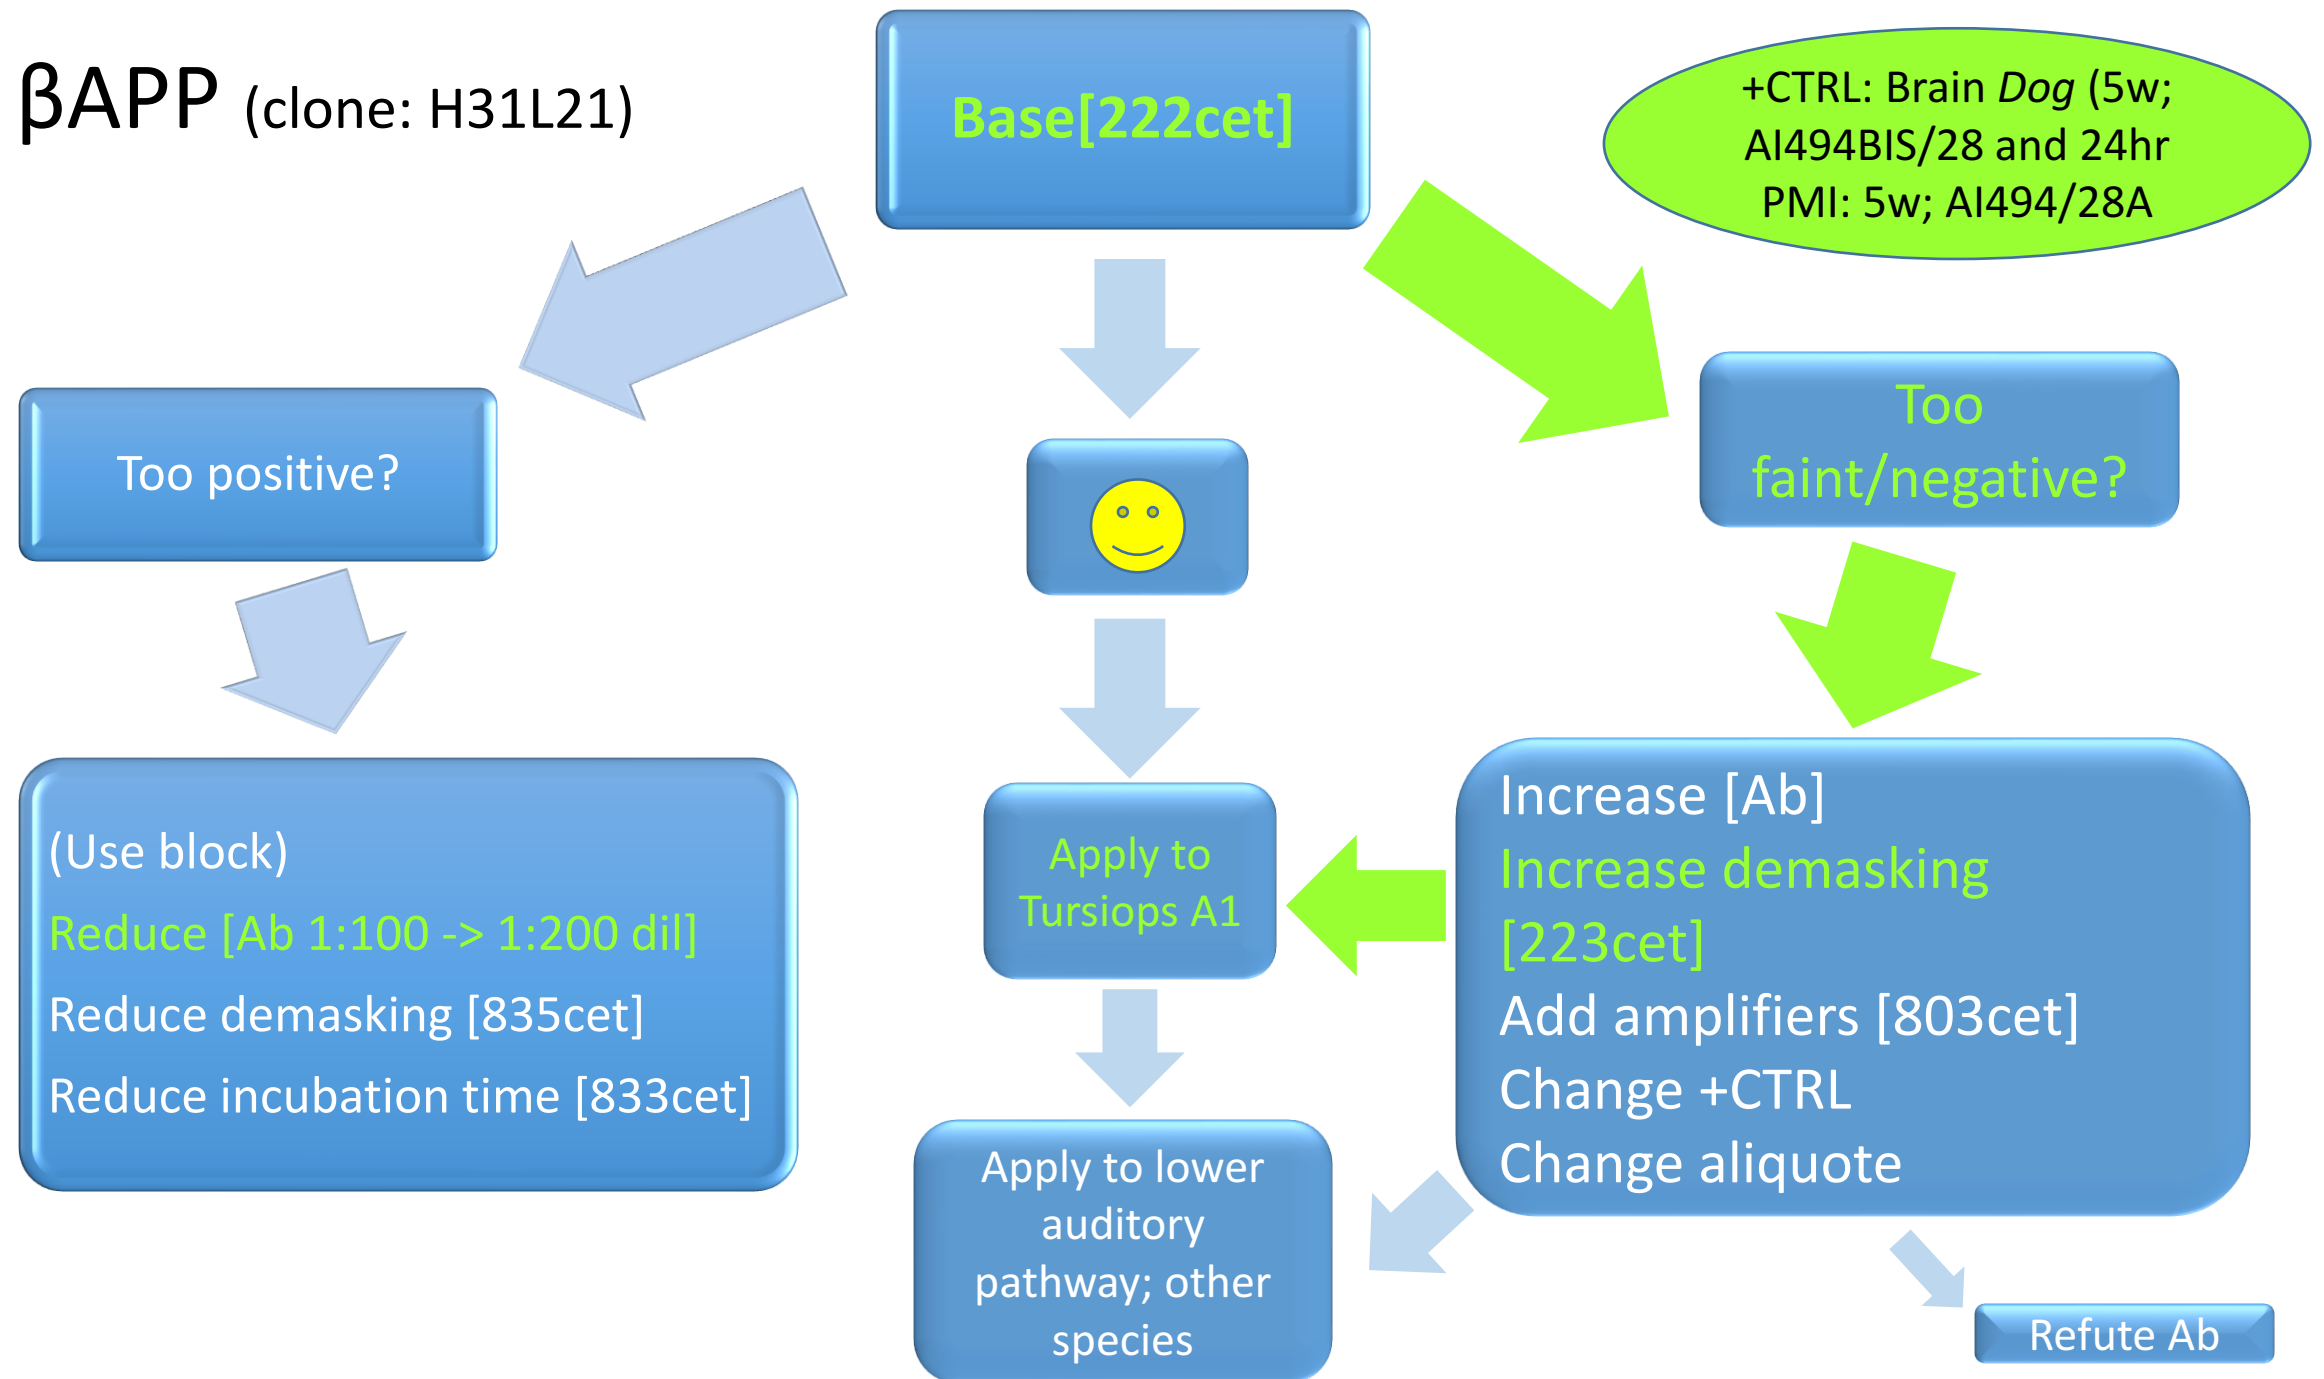 βAPP (clone: H31L21)
Base[222cet]
+CTRL: Brain Dog (5w;
AI494BIS/28 and 24hr
PMI: 5w; AI494/28A
Too positive?
Too
faint/negative?
(Use block)
Reduce [Ab 1:100 -> 1:200 dil]
Reduce demasking [835cet]
Reduce incubation time [833cet]
Apply to
Tursiops A1
Increase [Ab]
Increase demasking
[223cet]
Add amplifiers [803cet]
Change +CTRL
Change aliquote
Apply to lower
auditory
pathway; other
species
Refute Ab